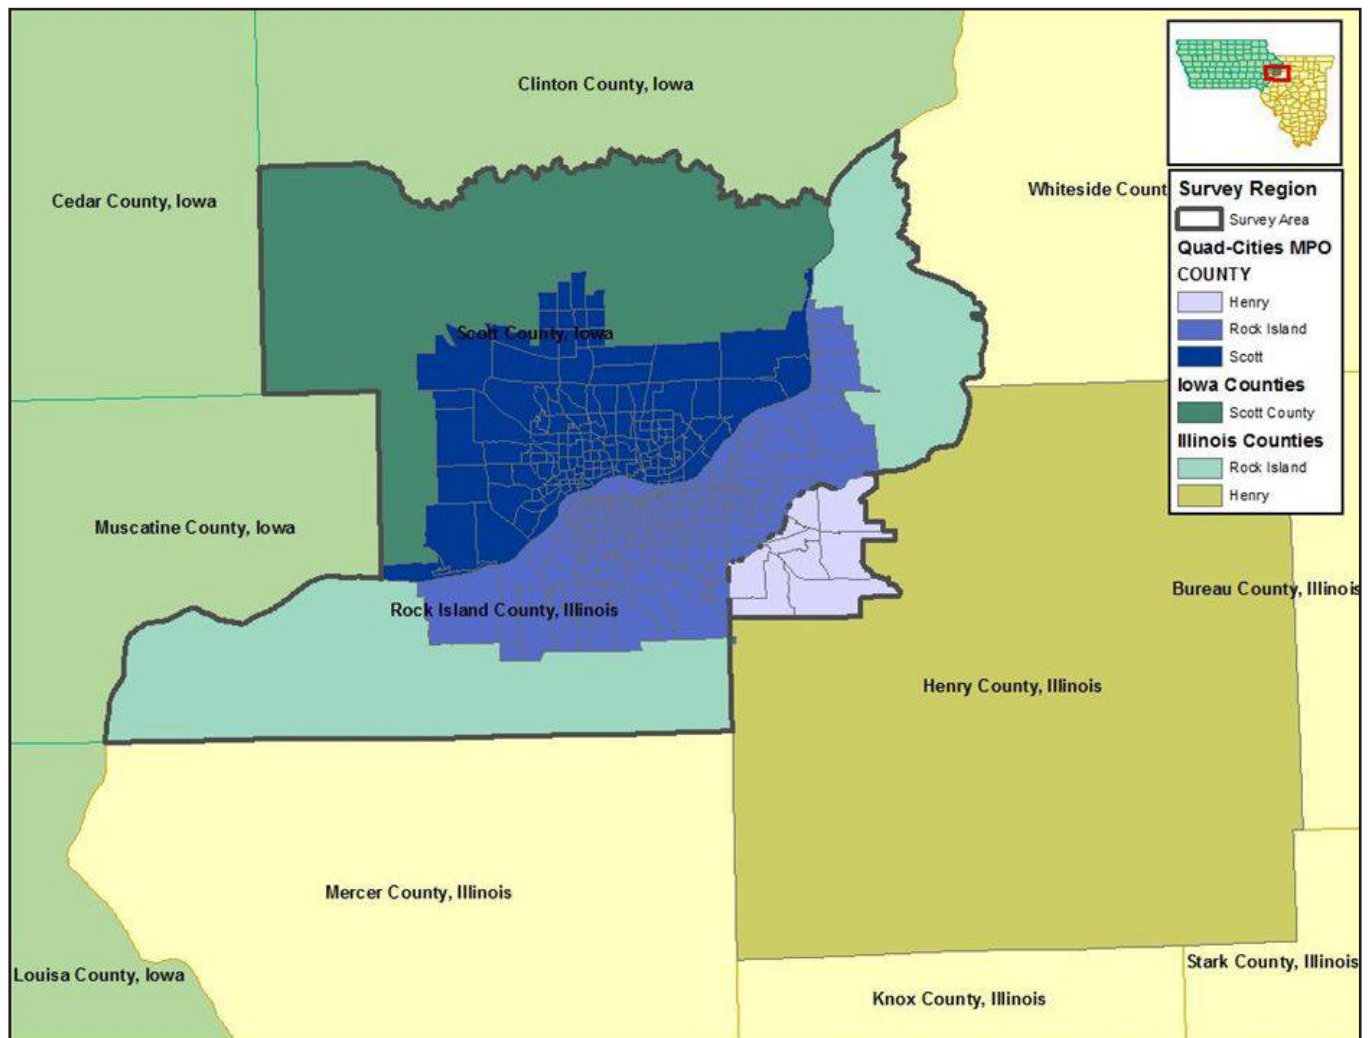 Clinton County, Iowa
Cedar County, Iowa
Whiteside Count
Survey Region
Survey Area
Quad-Cities MPO
COUNTY
Henry
Rock Island
Scott
Iowa Counties
Scott County
Illinois Counties
Rock Island
Henry
Scott County, Iowa
Muscatine County, Iowa
Rock Island County, Illinois
Bureau County, Illinois
Henry County, Illinois
Mercer County, Illinois
Louisa County, Iowa
Stark County, Illinois
Knox County, Illinois